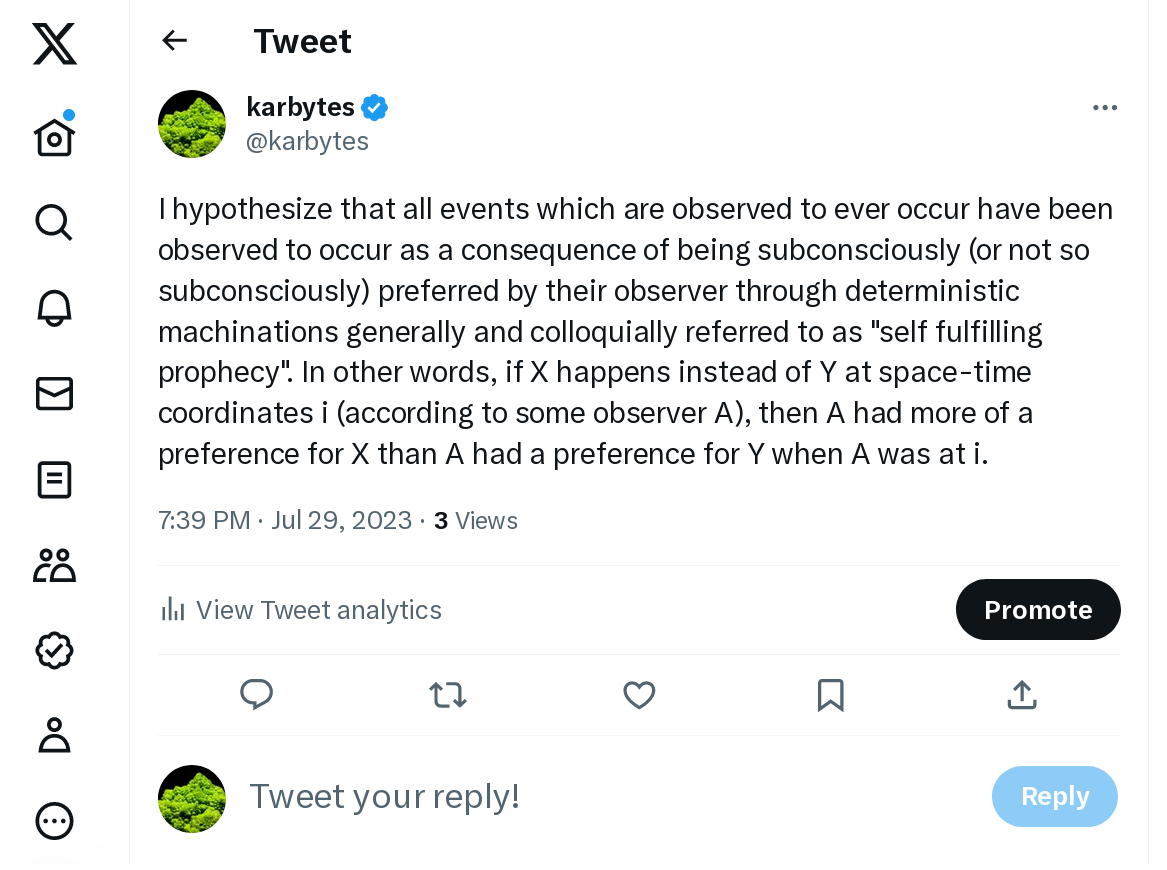 Tweet
karbytes
@karbytes
I hypothesize that all events which are observed to ever occur have been
observed to occur as a consequence of being subconsciously (or not so
subconsciously) preferred by their observer through deterministic
machinations generally and colloquially referred to as "self fulfilling
prophecy". In other words, if X happens instead of Y at space-time
coordinates i (according to some observer A), then A had more of a
preference for X than A had a preference for Y when A was at i.
7:39 PM · Jul 29, 2023 · 3 Views
View Tweet analytics
Promote
Tweet your reply!
Reply